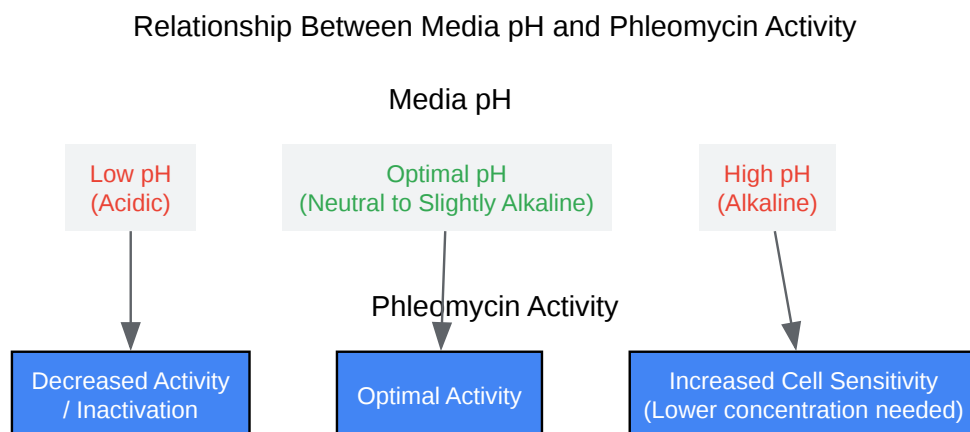 Relationship Between Media pH and Phleomycin Activity
Media pH
Low pH
(Acidic)
Optimal pH
(Neutral to Slightly Alkaline)
High pH
(Alkaline)
Phleomycin Activity
Decreased Activity
/ Inactivation
Optimal Activity
Increased Cell Sensitivity
(Lower concentration needed)